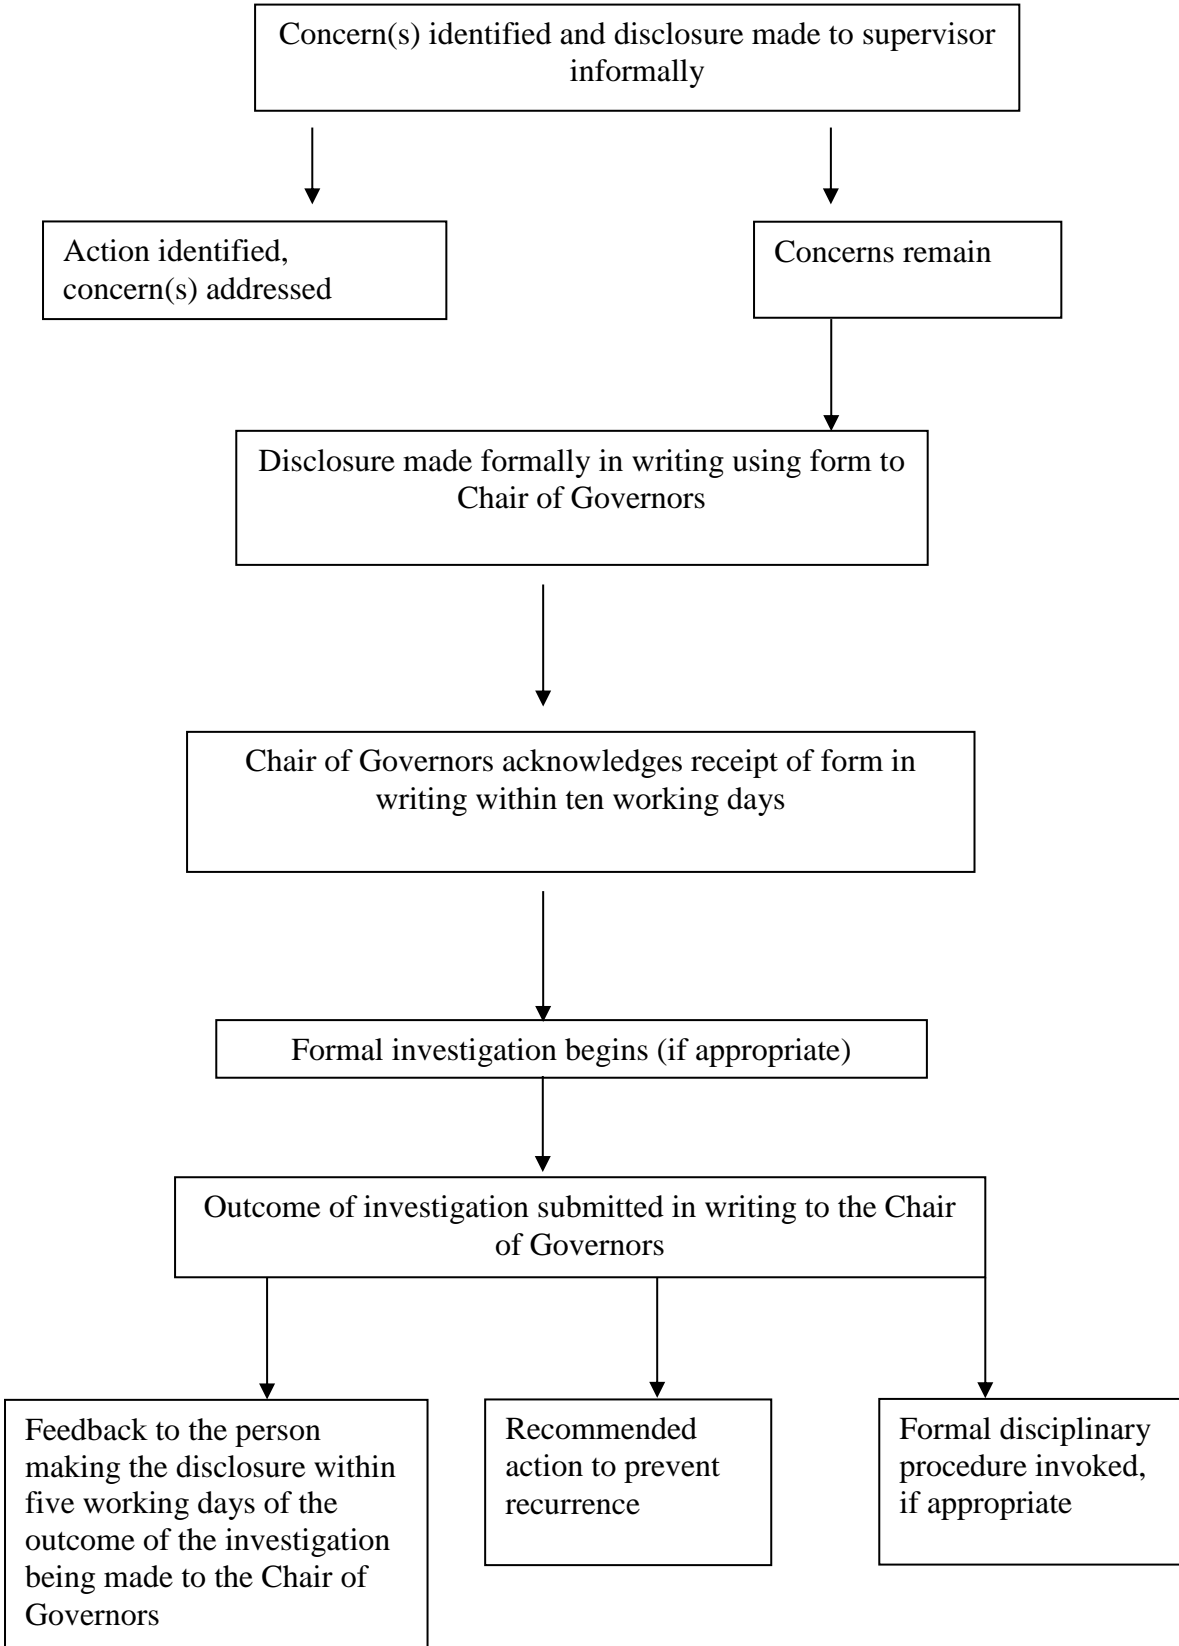 Concern(s) identified and disclosure made to supervisor
informally
Action identified,
concern(s) addressed
Concerns remain
Disclosure made formally in writing using form to
Chair of Governors
Chair of Governors acknowledges receipt of form in
writing within ten working days
Formal investigation begins (if appropriate)
Outcome of investigation submitted in writing to the Chair
of Governors
Feedback to the person
making the disclosure within
five working days of the
outcome of the investigation
being made to the Chair of
Governors
Recommended
action to prevent
recurrence
Formal disciplinary
procedure invoked,
if appropriate